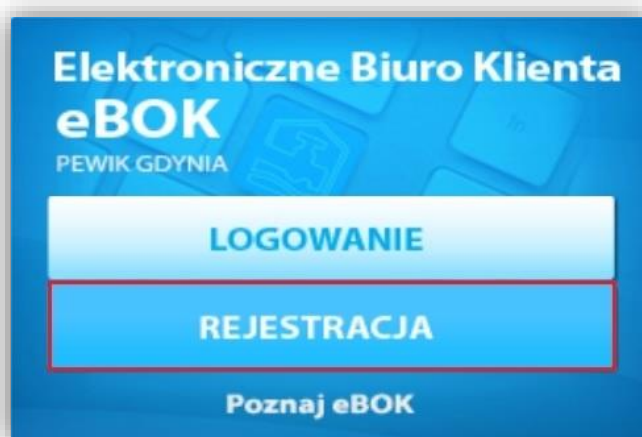 Elektroniczne Biuro Klienta
eBOK
PEWIK GDYNIA
LOGOWANIE
REJESTRACJA
Poznaj eBOK